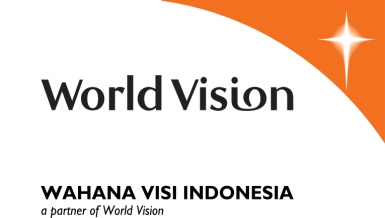 World Vision
WAHANA VISI INDONESIA
a partner of World Vision